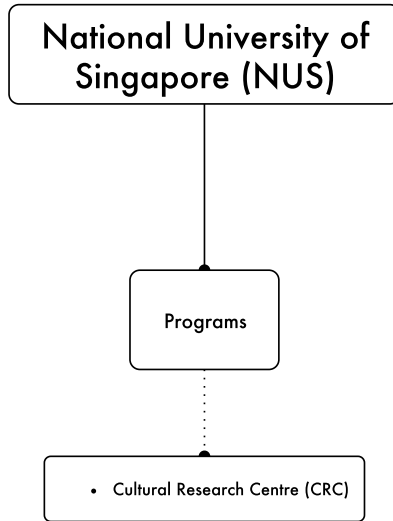 National University of
Singapore (NUS)
Programs
• Cultural Research Centre (CRC)